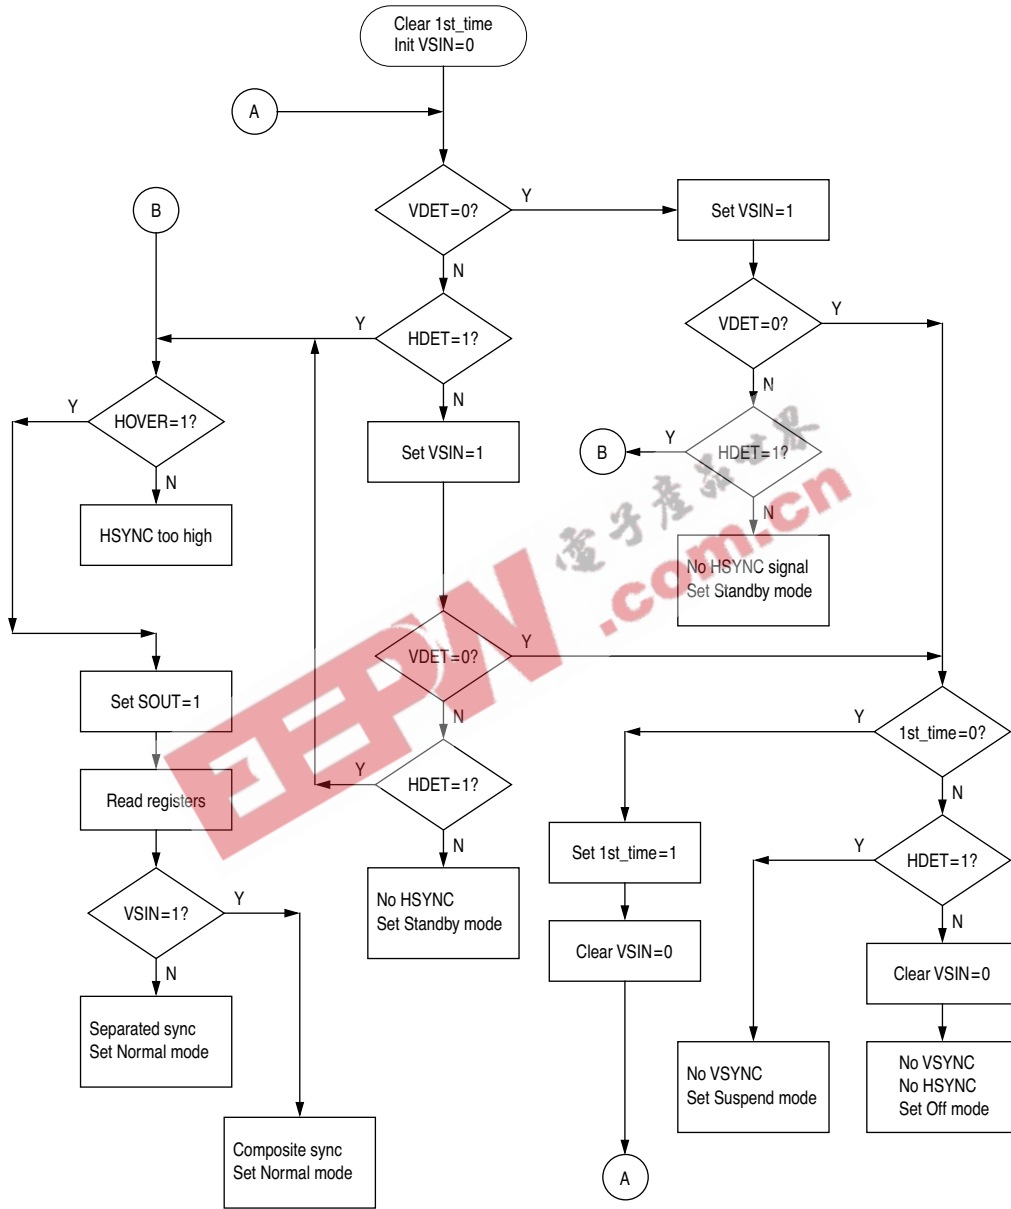 Clear 1st_time
Init VSIN=0
A
VDET=0?
Y
N
Set VSIN=1
B
VDET=0?
Y
N
HDET=1?
Y
N
HOVER=1?
Y
N
HSYNC too high
Set VSIN=1
B
HDET=1?
Y
N
No HSYNC signal
Set Standby mode
電子產品世界
.com.cn
EEPW
VDET=0?
Y
N
Set SOUT=1
1st_time=0?
Y
N
HDET=1?
Y
N
Read registers
Set 1st_time=1
HDET=1?
Y
N
VSIN=1?
Y
N
No HSYNC
Set Standby mode
Clear VSIN=0
Clear VSIN=0
Separated sync
Set Normal mode
No VSYNC
Set Suspend mode
No VSYNC
No HSYNC
Set Off mode
Composite sync
Set Normal mode
A